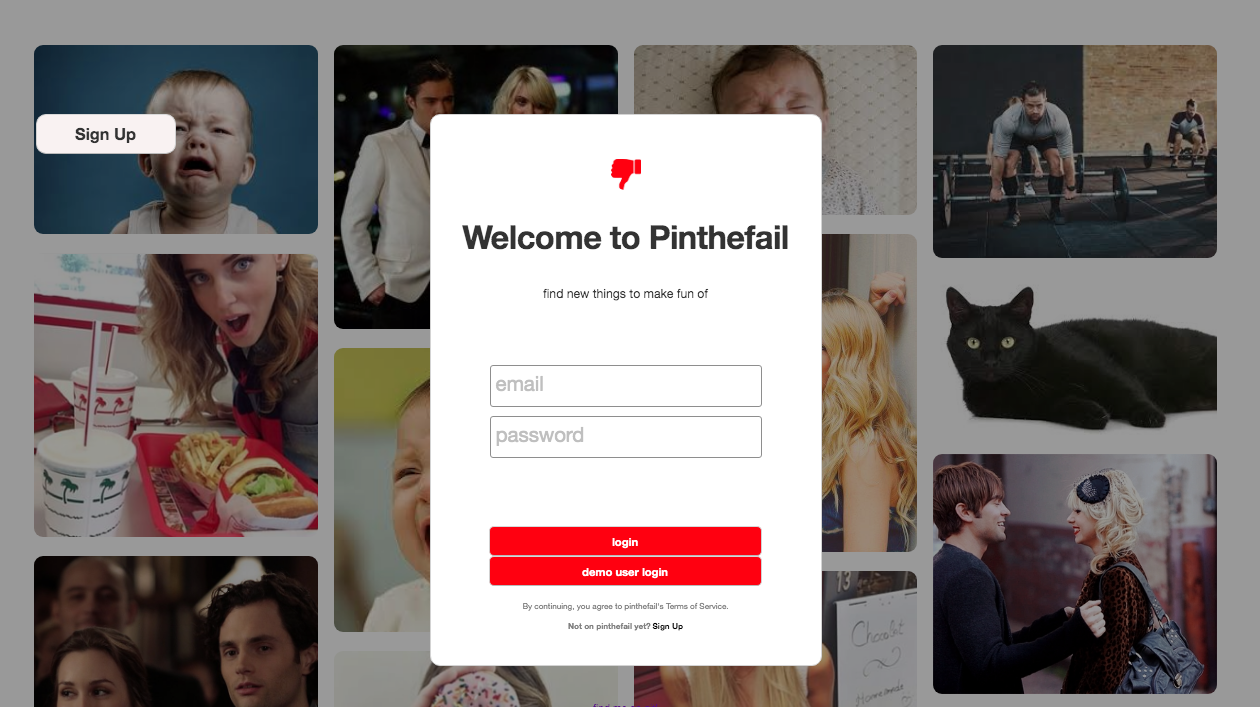 Sign Up
Welcome to Pinthefail
find new things to make fun of
email
password
login
demo user login
By continuing, you agree to pinthefail's Terms of Service.
Not on pinthefail yet? Sign Up
13
Chocolat
Homemade